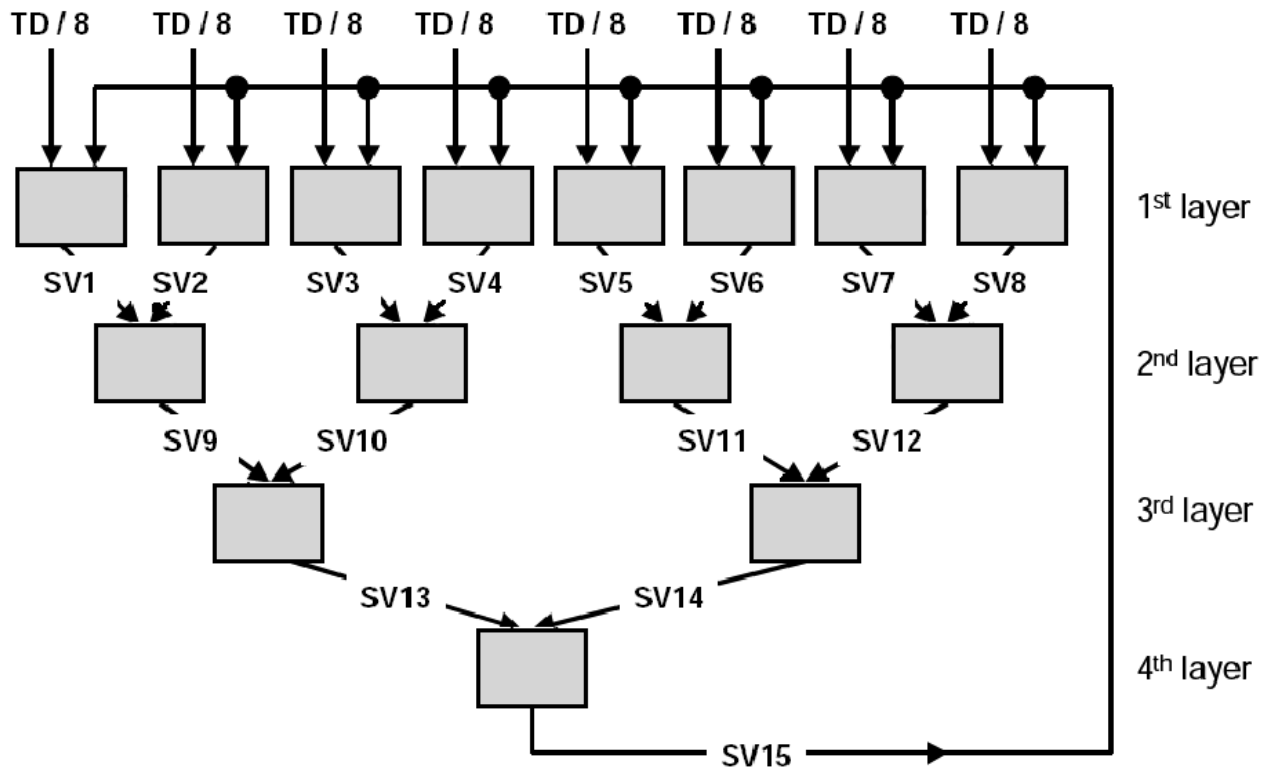 TD / 8 TD / 8 TD / 8 TD / 8 TD / 8 TD / 8 TD / 8 TD / 8
1st layer
SV1 SV2 SV3 SV4 SV5 SV6 SV7 SV8
2nd layer
SV9 SV10 SV11 SV12
3rd layer
SV13 SV14
4th layer
SV15